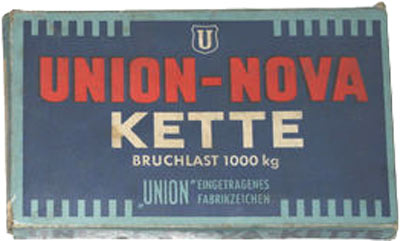 U
UNION-NOVA
KETTE
BRUCHLAST 1000 kg
„UNION" EINGETRAGENES
FABRIKZEICHEN